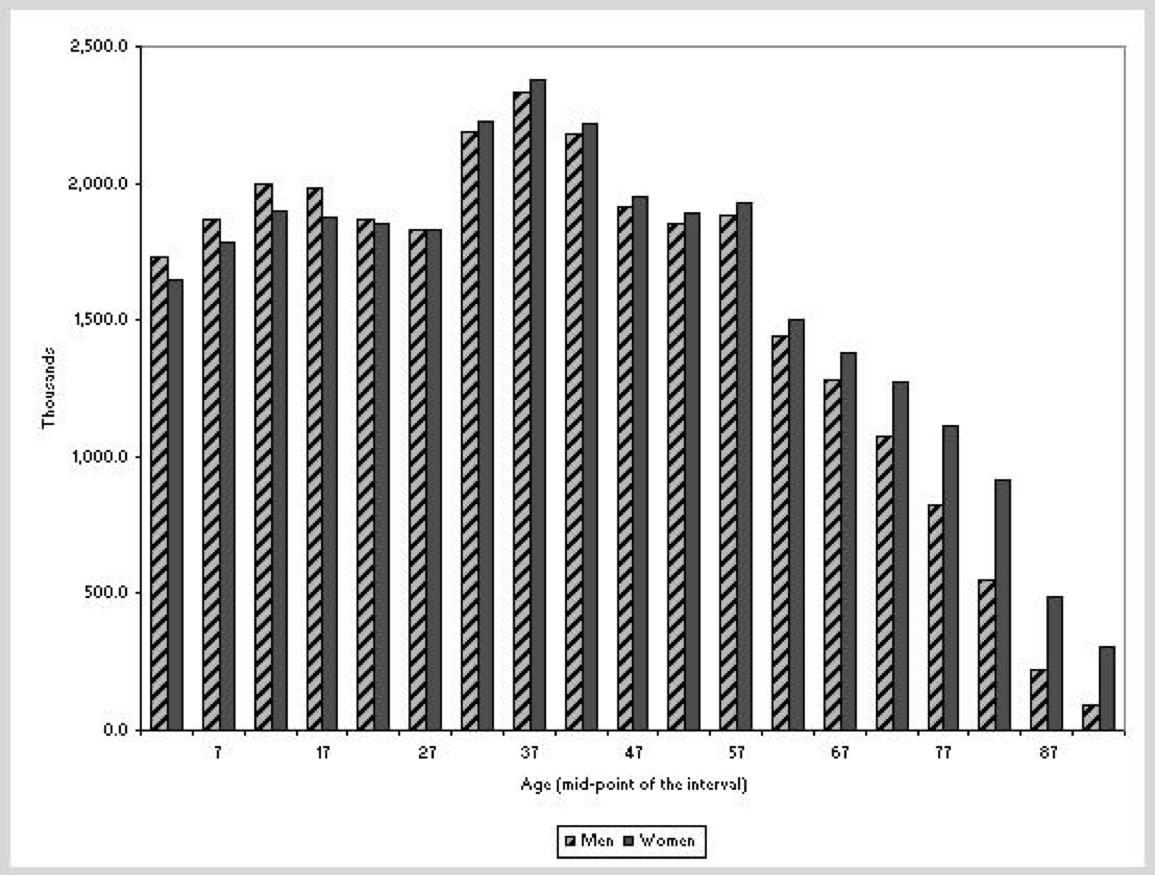 2,500.0
2,000.0
1,500.0
1,000.0
500.0
0.0
Thousands
7 17 27 37 47 57 67 77 87
Age (mid-point of the interval)
Men Women